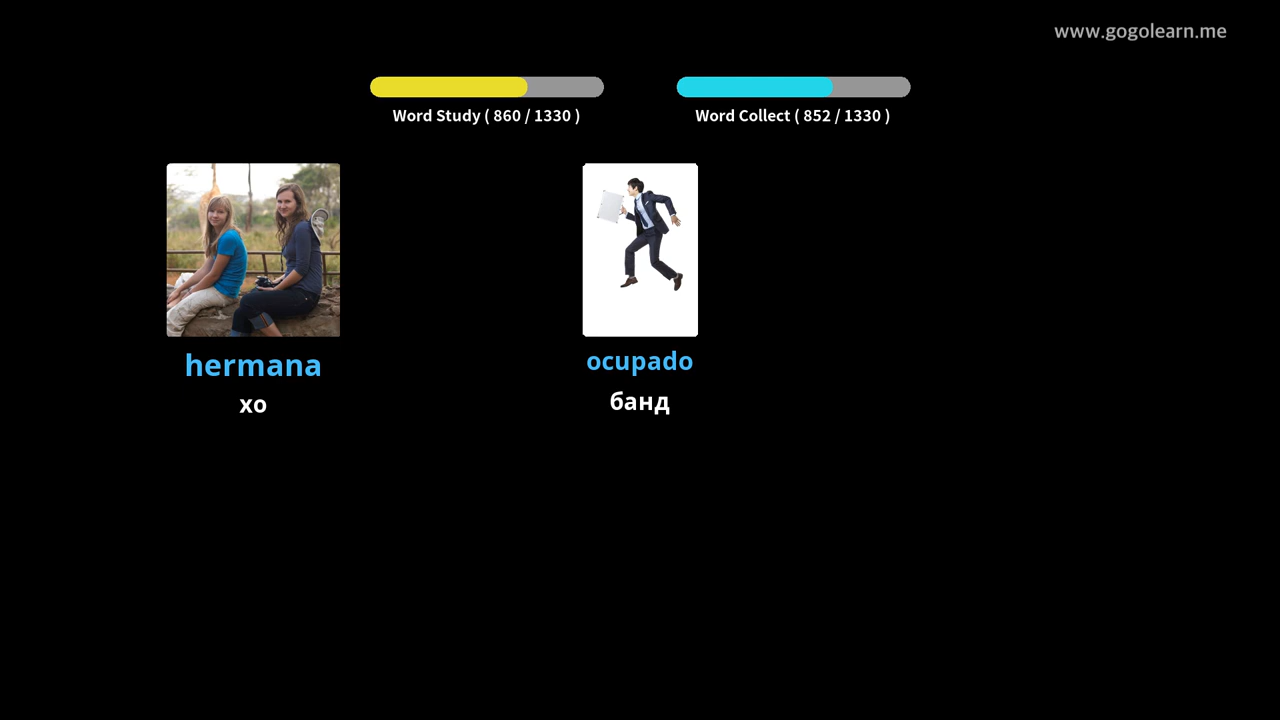 www.gogolearn.me
Word Study ( 860 / 1330 )
Word Collect ( 852 / 1330 )
hermana
хо
ocupado
банд